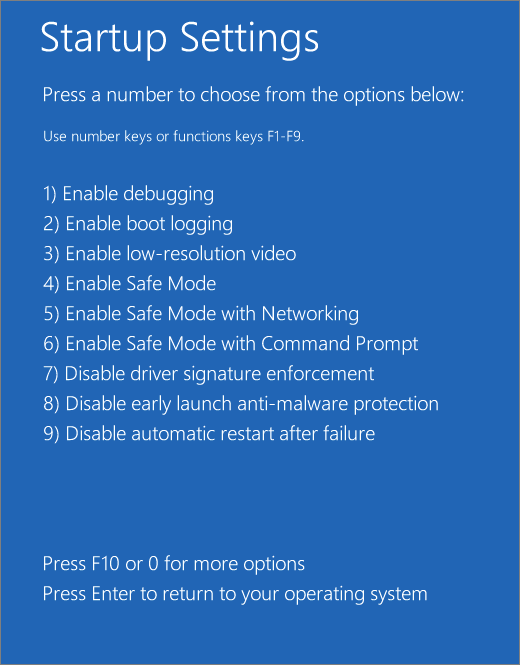 Startup Settings
Press a number to choose from the options below:
Use number keys or functions keys F1-F9.
1) Enable debugging
2) Enable boot logging
3) Enable low-resolution video
4) Enable Safe Mode
5) Enable Safe Mode with Networking
6) Enable Safe Mode with Command Prompt
7) Disable driver signature enforcement
8) Disable early launch anti-malware protection
9) Disable automatic restart after failure
Press F10 or 0 for more options
Press Enter to return to your operating system